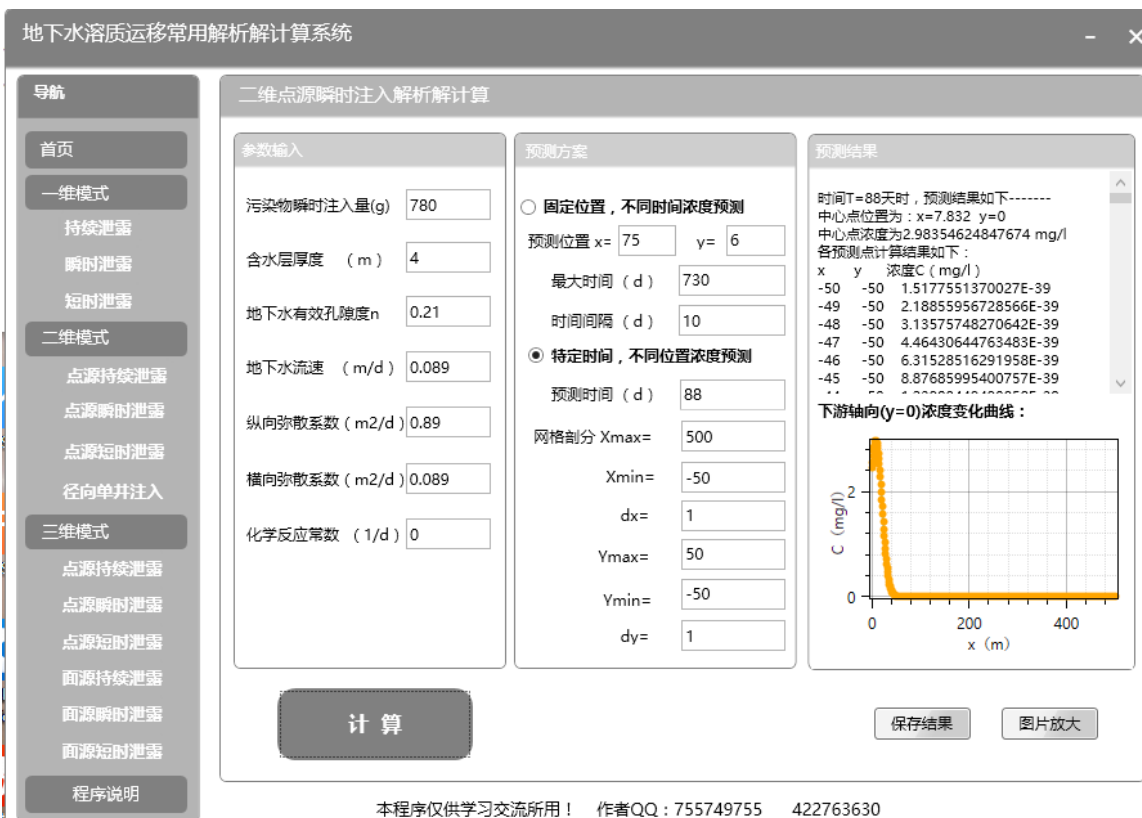 地下水溶质运移常用解析解计算系统
导航
首页
一维模式
持续泄露
瞬时泄露
短时泄露
二维模式
点源持续泄露
点源瞬时泄露
点源短时泄露
径向单井注入
三维模式
点源持续泄露
点源瞬时泄露
点源短时泄露
面源持续泄露
面源瞬时泄露
面源短时泄露
程序说明
二维点源瞬时注入解析解计算
参数输入
污染物瞬时注入量(g) 780
含水层厚度 （m） 4
地下水有效孔隙度n 0.21
地下水流速 （m/d） 0.089
纵向弥散系数（m2/d） 0.89
横向弥散系数（m2/d） 0.089
化学反应常数 （1/d） 0
计 算
预测方案
固定位置，不同时间浓度预测
预测位置 x= 75 y= 6
最大时间（d） 730
时间间隔（d） 10
特定时间，不同位置浓度预测
预测时间（d） 88
网格剖分 Xmax= 500
Xmin= -50
dx= 1
Ymax= 50
Ymin= -50
dy= 1
预测结果
时间T=88天时，预测结果如下-------
中心点位置为：x=7.832 y=0
中心点浓度为2.98354624847674 mg/l
各预测点计算结果如下：
x y 浓度C（mg/l）
-50 -50 1.5177551370027E-39
-49 -50 2.18855956728566E-39
-48 -50 3.13575748270642E-39
-47 -50 4.46430644763483E-39
-46 -50 6.31528516291958E-39
-45 -50 8.87685995400757E-39
下游轴向(y=0)浓度变化曲线：
C（mg/l）
2
0
0 200 400
x（m）
保存结果 图片放大
本程序仅供学习交流所用！ 作者QQ：755749755 422763630